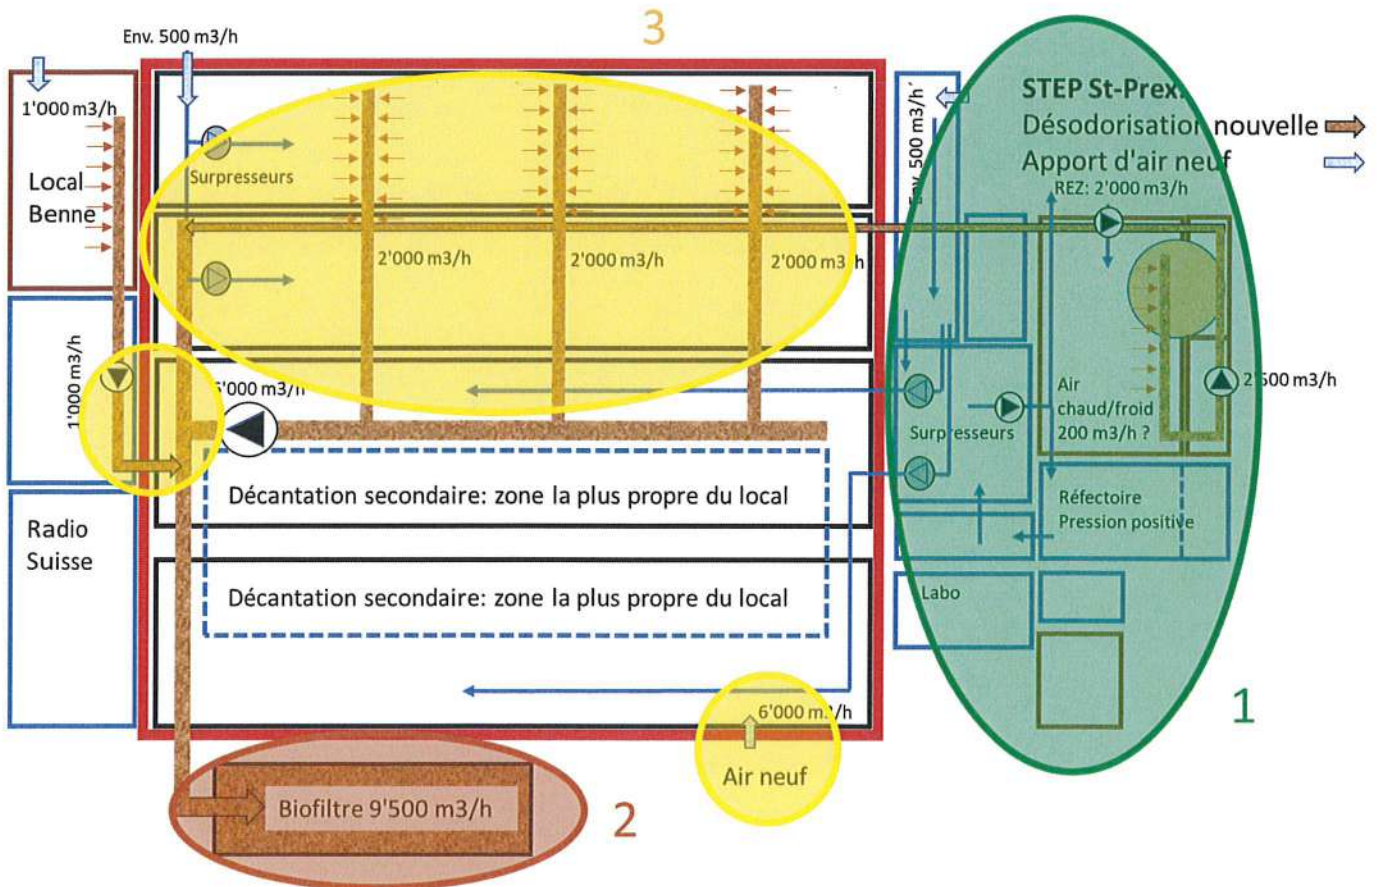 3
Env. 500 m3/h
1'000 m3/h
Local
Benne
Surpresseurs
2'000 m3/h
2'000 m3/h
2'000 m3/h
STEP St-Prex.
Désodorisation nouvelle
Apport d'air neuf
Env. 500 m3/h
REZ: 2'000 m3/h
1'000 m3/h
6'000 m3/h
Surpresseurs
Air
chaud/froid
200 m3/h ?
2'500 m3/h
Décantation secondaire: zone la plus propre du local
Réfectoire
Pression positive
Radio
Suisse
Décantation secondaire: zone la plus propre du local
Labo
6'000 m3/h
1
Air neuf
Biofiltre 9'500 m3/h
2